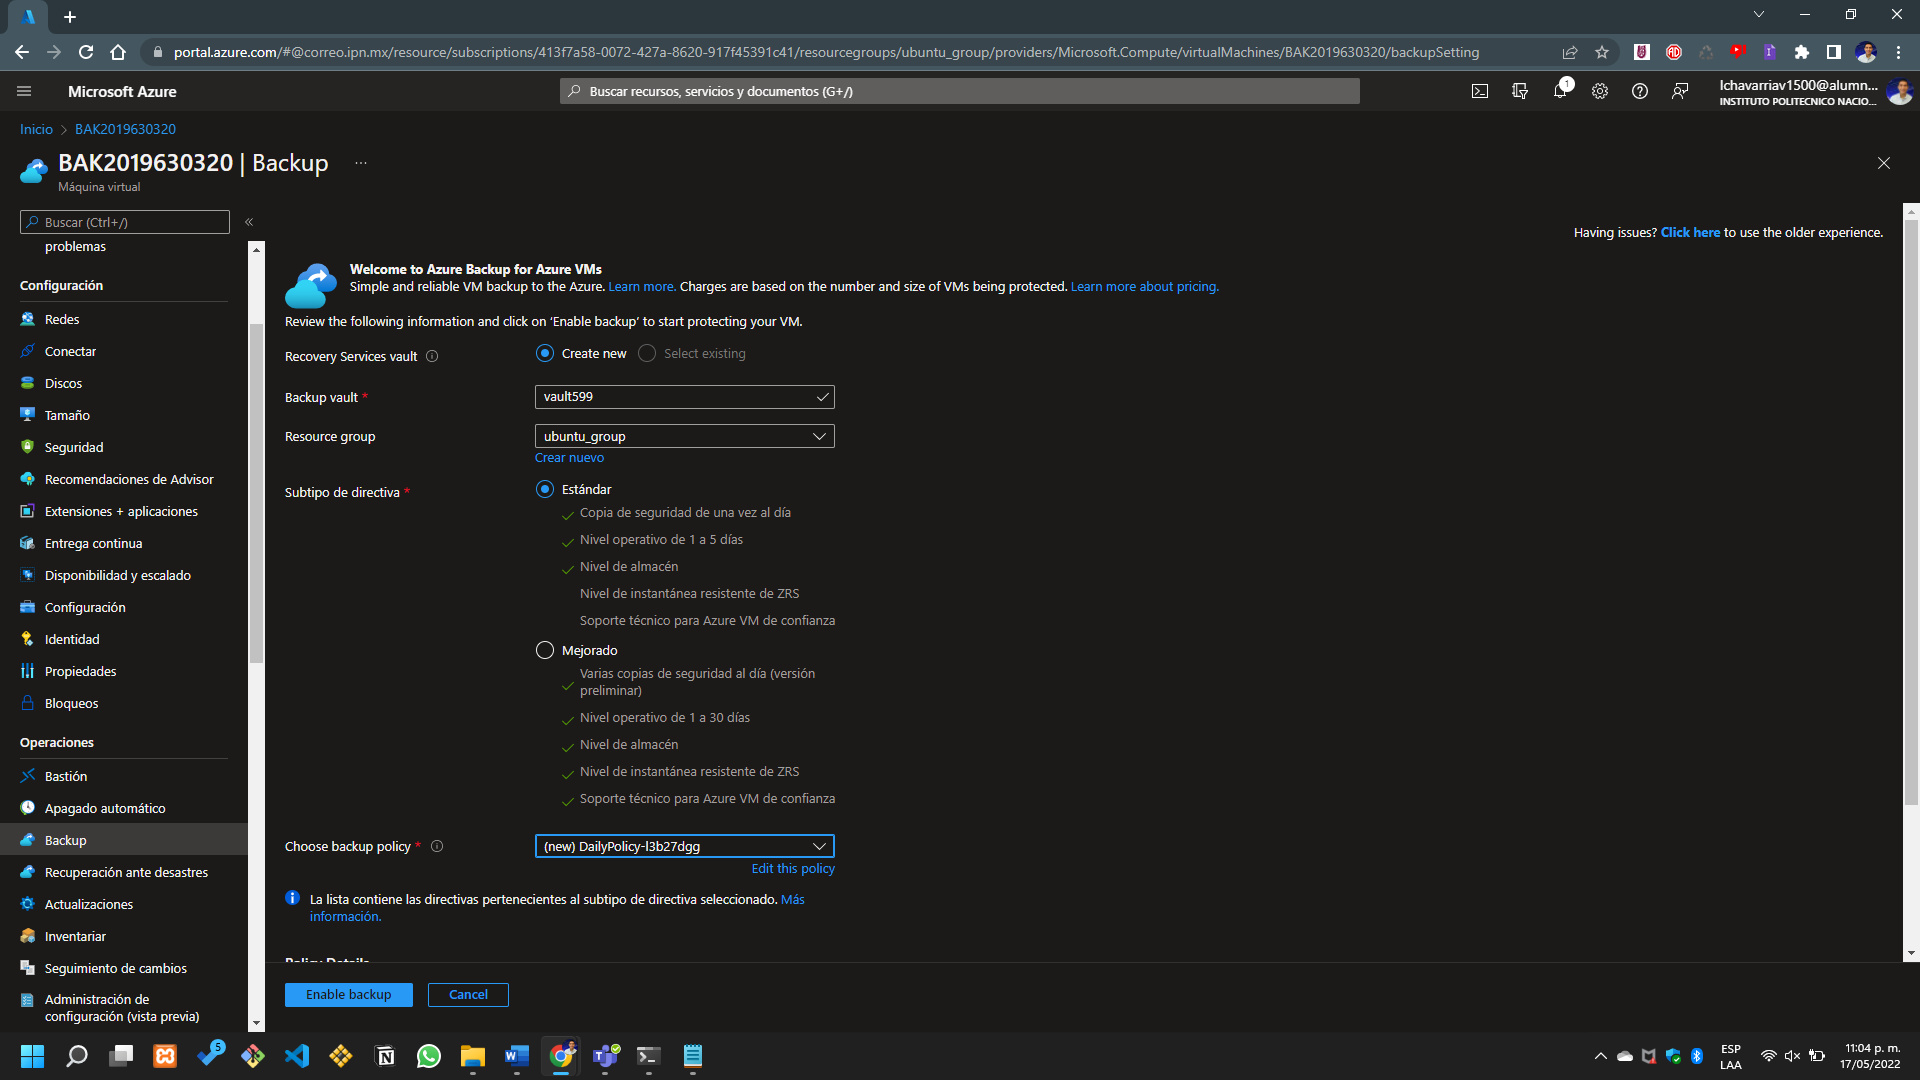 portal.azure.com/#@correo.ipn.mx/resource/subscriptions/413f7a58-0072-427a-8620-917f45391c41/resourcegroups/ubuntu_group/providers/Microsoft.Compute/virtualMachines/BAK2019630320/backupSetting
Microsoft Azure
Buscar recursos, servicios y documentos (G+/)
1
lchavarriav1500@alumn...
INSTITUTO POLITECNICO NACIO...
Inicio > BAK2019630320
BAK2019630320 | Backup ...
Máquina virtual
Buscar (Ctrl+/)
«
problemas
Configuración
Redes
Conectar
Discos
Tamaño
Seguridad
Recomendaciones de Advisor
Extensiones + aplicaciones
Entrega continua
Disponibilidad y escalado
Configuración
Identidad
Propiedades
Bloqueos
Operaciones
Bastión
Apagado automático
Backup
Recuperación ante desastres
Actualizaciones
Inventariar
Seguimiento de cambios
Administración de
configuración (vista previa)
Having issues? Click here to use the older experience.
Welcome to Azure Backup for Azure VMs
Simple and reliable VM backup to the Azure. Learn more. Charges are based on the number and size of VMs being protected. Learn more about pricing.
Review the following information and click on ‘Enable backup’ to start protecting your VM.
Recovery Services vault
Create new
Select existing
Backup vault *
vault599
Resource group
ubuntu_group
Crear nuevo
Subtipo de directiva *
Estándar
Copia de seguridad de una vez al día
Nivel operativo de 1 a 5 días
Nivel de almacén
Nivel de instantánea resistente de ZRS
Soporte técnico para Azure VM de confianza
Mejorado
Varias copias de seguridad al día (versión
preliminar)
Nivel operativo de 1 a 30 días
Nivel de almacén
Nivel de instantánea resistente de ZRS
Soporte técnico para Azure VM de confianza
Choose backup policy *
(new) DailyPolicy-l3b27dgg
Edit this policy
La lista contiene las directivas pertenecientes al subtipo de directiva seleccionado. Más
información.
Policy Details
Enable backup
Cancel
5
ESP
LAA
11:04 p. m.
17/05/2022